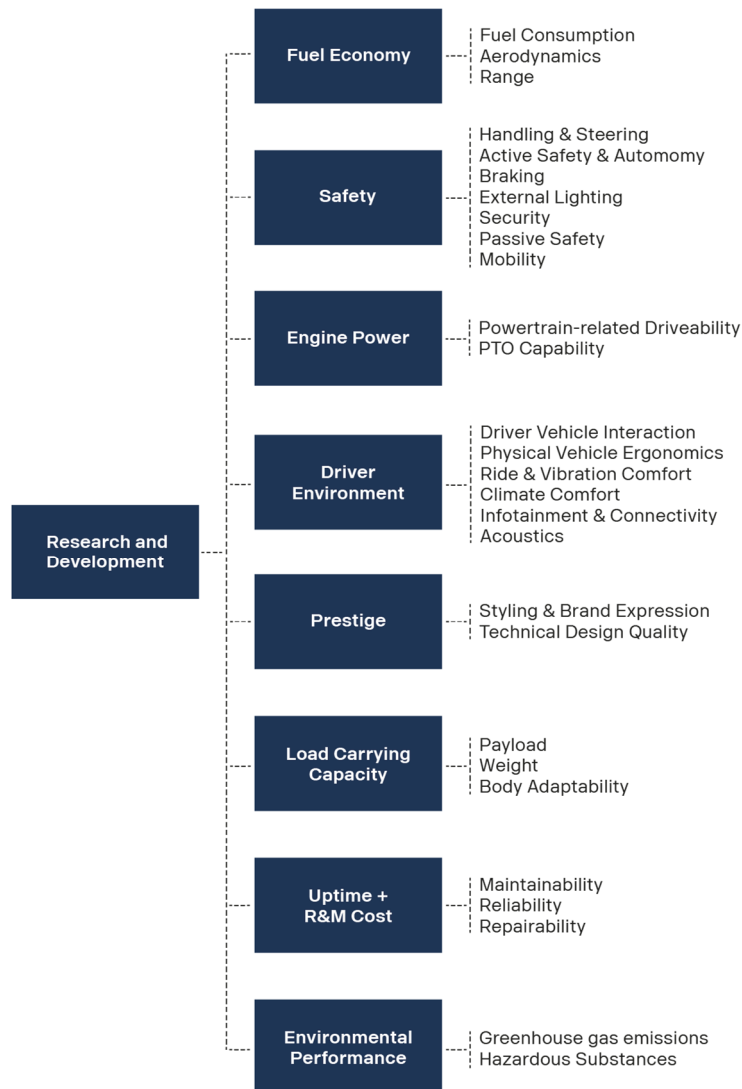 Fuel Economy
Fuel Consumption
Aerodynamics
Range
Safety
Handling & Steering
Active Safety & Automomy
Braking
External Lighting
Security
Passive Safety
Mobility
Engine Power
Powertrain-related Driveability
PTO Capability
Driver
Environment
Driver Vehicle Interaction
Physical Vehicle Ergonomics
Ride & Vibration Comfort
Climate Comfort
Infotainment & Connectivity
Acoustics
Research and
Development
Prestige
Styling & Brand Expression
Technical Design Quality
Load Carrying
Capacity
Payload
Weight
Body Adaptability
Uptime +
R&M Cost
Maintainability
Reliability
Repairability
Environmental
Performance
Greenhouse gas emissions
Hazardous Substances